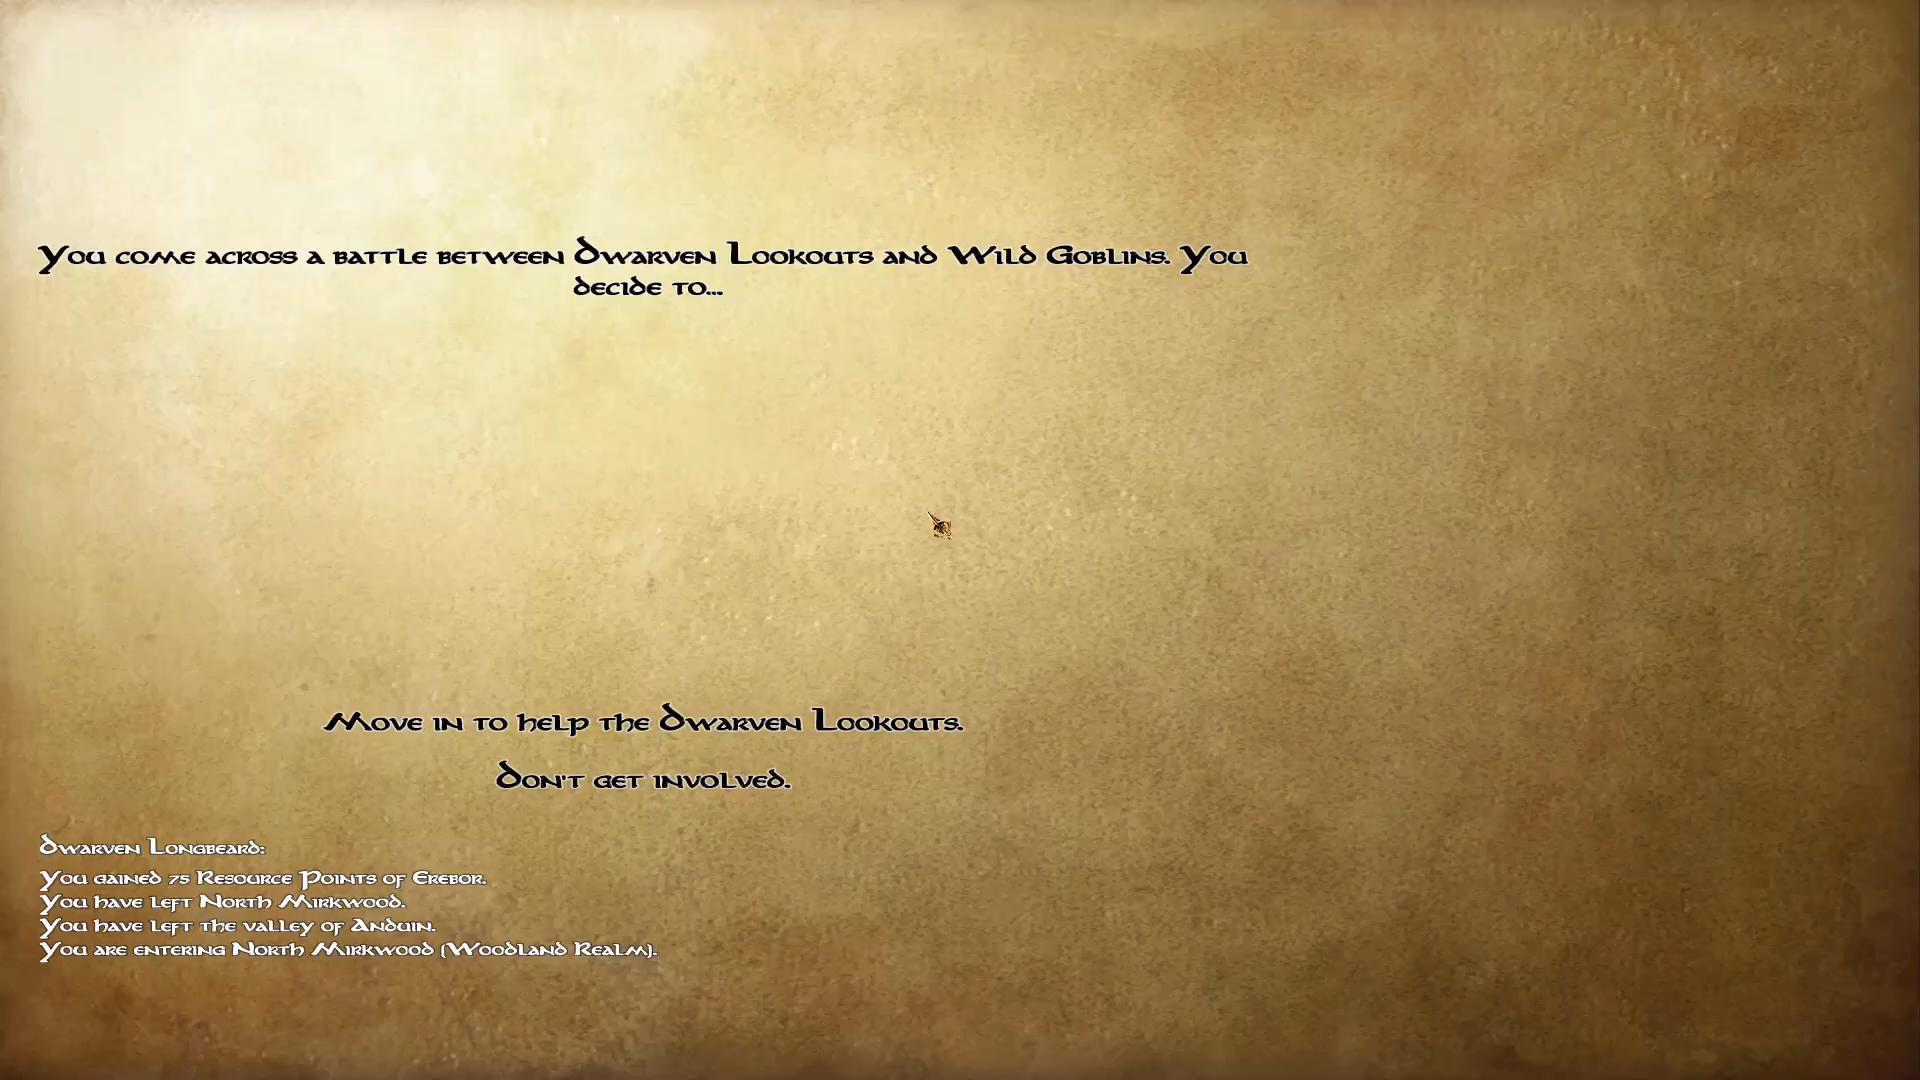 You come across a battle between Dwarven Lookouts and Wild Goblins. You
decide to...
Move in to help the Dwarven Lookouts.
Don't get involved.
Dwarven Longbeard:
You gained 75 Resource Points of Erebor.
You have left North Mirkwood.
You have left the valley of Anduin.
You are entering North Mirkwood (Woodland Realm).